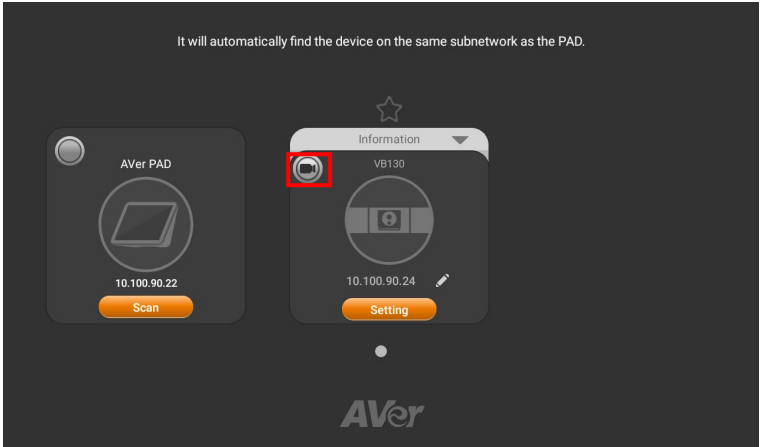 It will automatically find the device on the same subnetwork as the PAD.
AVer PAD
10.100.90.22
Scan
Information
VB130
10.100.90.24
Setting
AVer